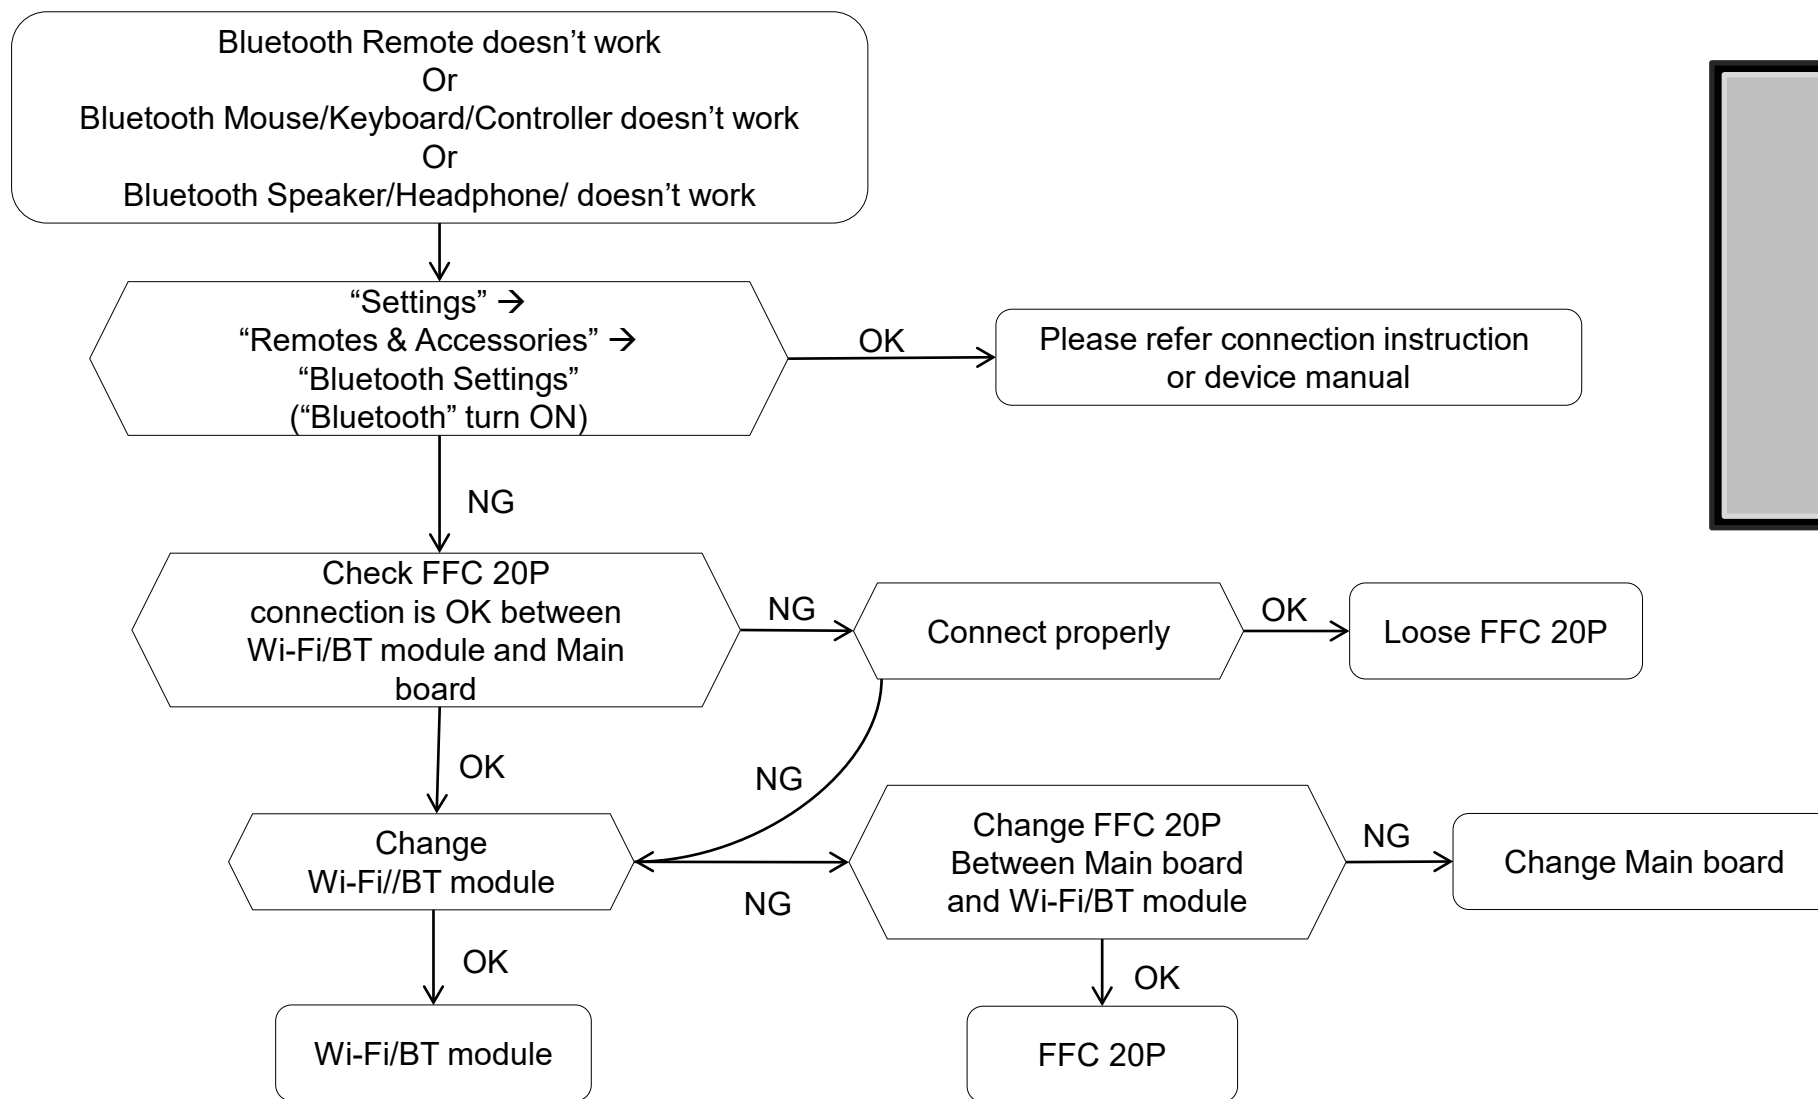 Bluetooth Remote doesn’t work
Or
Bluetooth Mouse/Keyboard/Controller doesn’t work
Or
Bluetooth Speaker/Headphone/ doesn’t work
“Settings” →
“Remotes & Accessories” →
“Bluetooth Settings”
(“Bluetooth” turn ON)
OK
Please refer connection instruction
or device manual
NG
Check FFC 20P
connection is OK between
Wi-Fi/BT module and Main
board
NG
Connect properly
OK
Loose FFC 20P
OK
NG
Change
Wi-Fi//BT module
NG
Change FFC 20P
Between Main board
and Wi-Fi/BT module
NG
Change Main board
OK
Wi-Fi/BT module
OK
FFC 20P